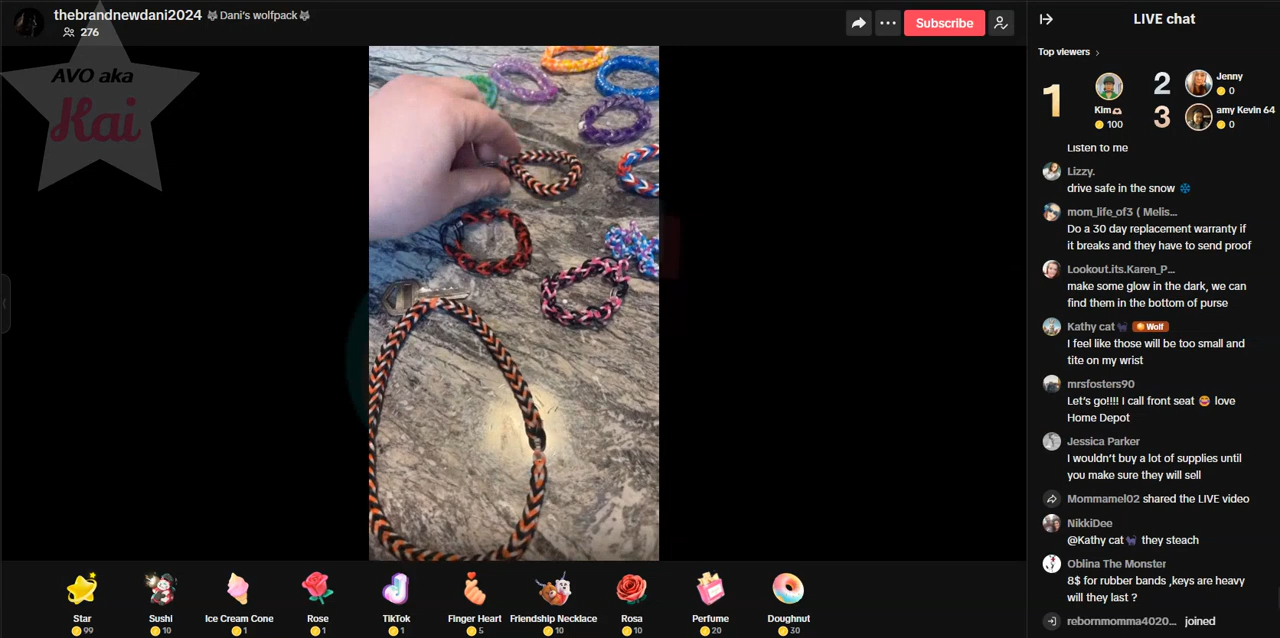 thebrandnewdani2024 🐺Dani's wolfpack🐺
276
Subscribe
AVO aka
Kai
LIVE chat
Top viewers
1
Kim
100
2
Jenny
0
3
amy Kevin 64
0
Listen to me
Lizzy.
drive safe in the snow ❄️
mom_life_of3 ( Melis...
Do a 30 day replacement warranty if
it breaks and they have to send proof
Lookout.its.Karen_P...
make some glow in the dark, we can
find them in the bottom of purse
Kathy cat🐈‍⬛ Wolf
I feel like those will be too small and
tite on my wrist
mrsfosters90
Let's go!!!! I call front seat 😂 love
Home Depot
Jessica Parker
I wouldn't buy a lot of supplies until
you make sure they will sell
Mommamel02 shared the LIVE video
NikkiDee
@Kathy cat🐈‍⬛ they steach
Oblina The Monster
8$ for rubber bands ,keys are heavy
will they last ?
rebornmomma4020... joined
Star
99
Sushi
10
Ice Cream Cone
1
Rose
1
TikTok
1
Finger Heart
5
Friendship Necklace
10
Rosa
10
Perfume
20
Doughnut
30